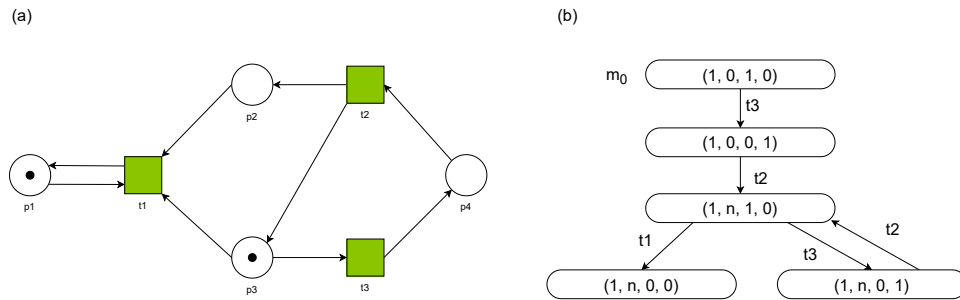 (a)
p1
t1
p2
t2
p3
t3
p4
(b)
m0
(1, 0, 1, 0)
t3
(1, 0, 0, 1)
t2
(1, n, 1, 0)
t1
t3
t2
(1, n, 0, 0)
(1, n, 0, 1)